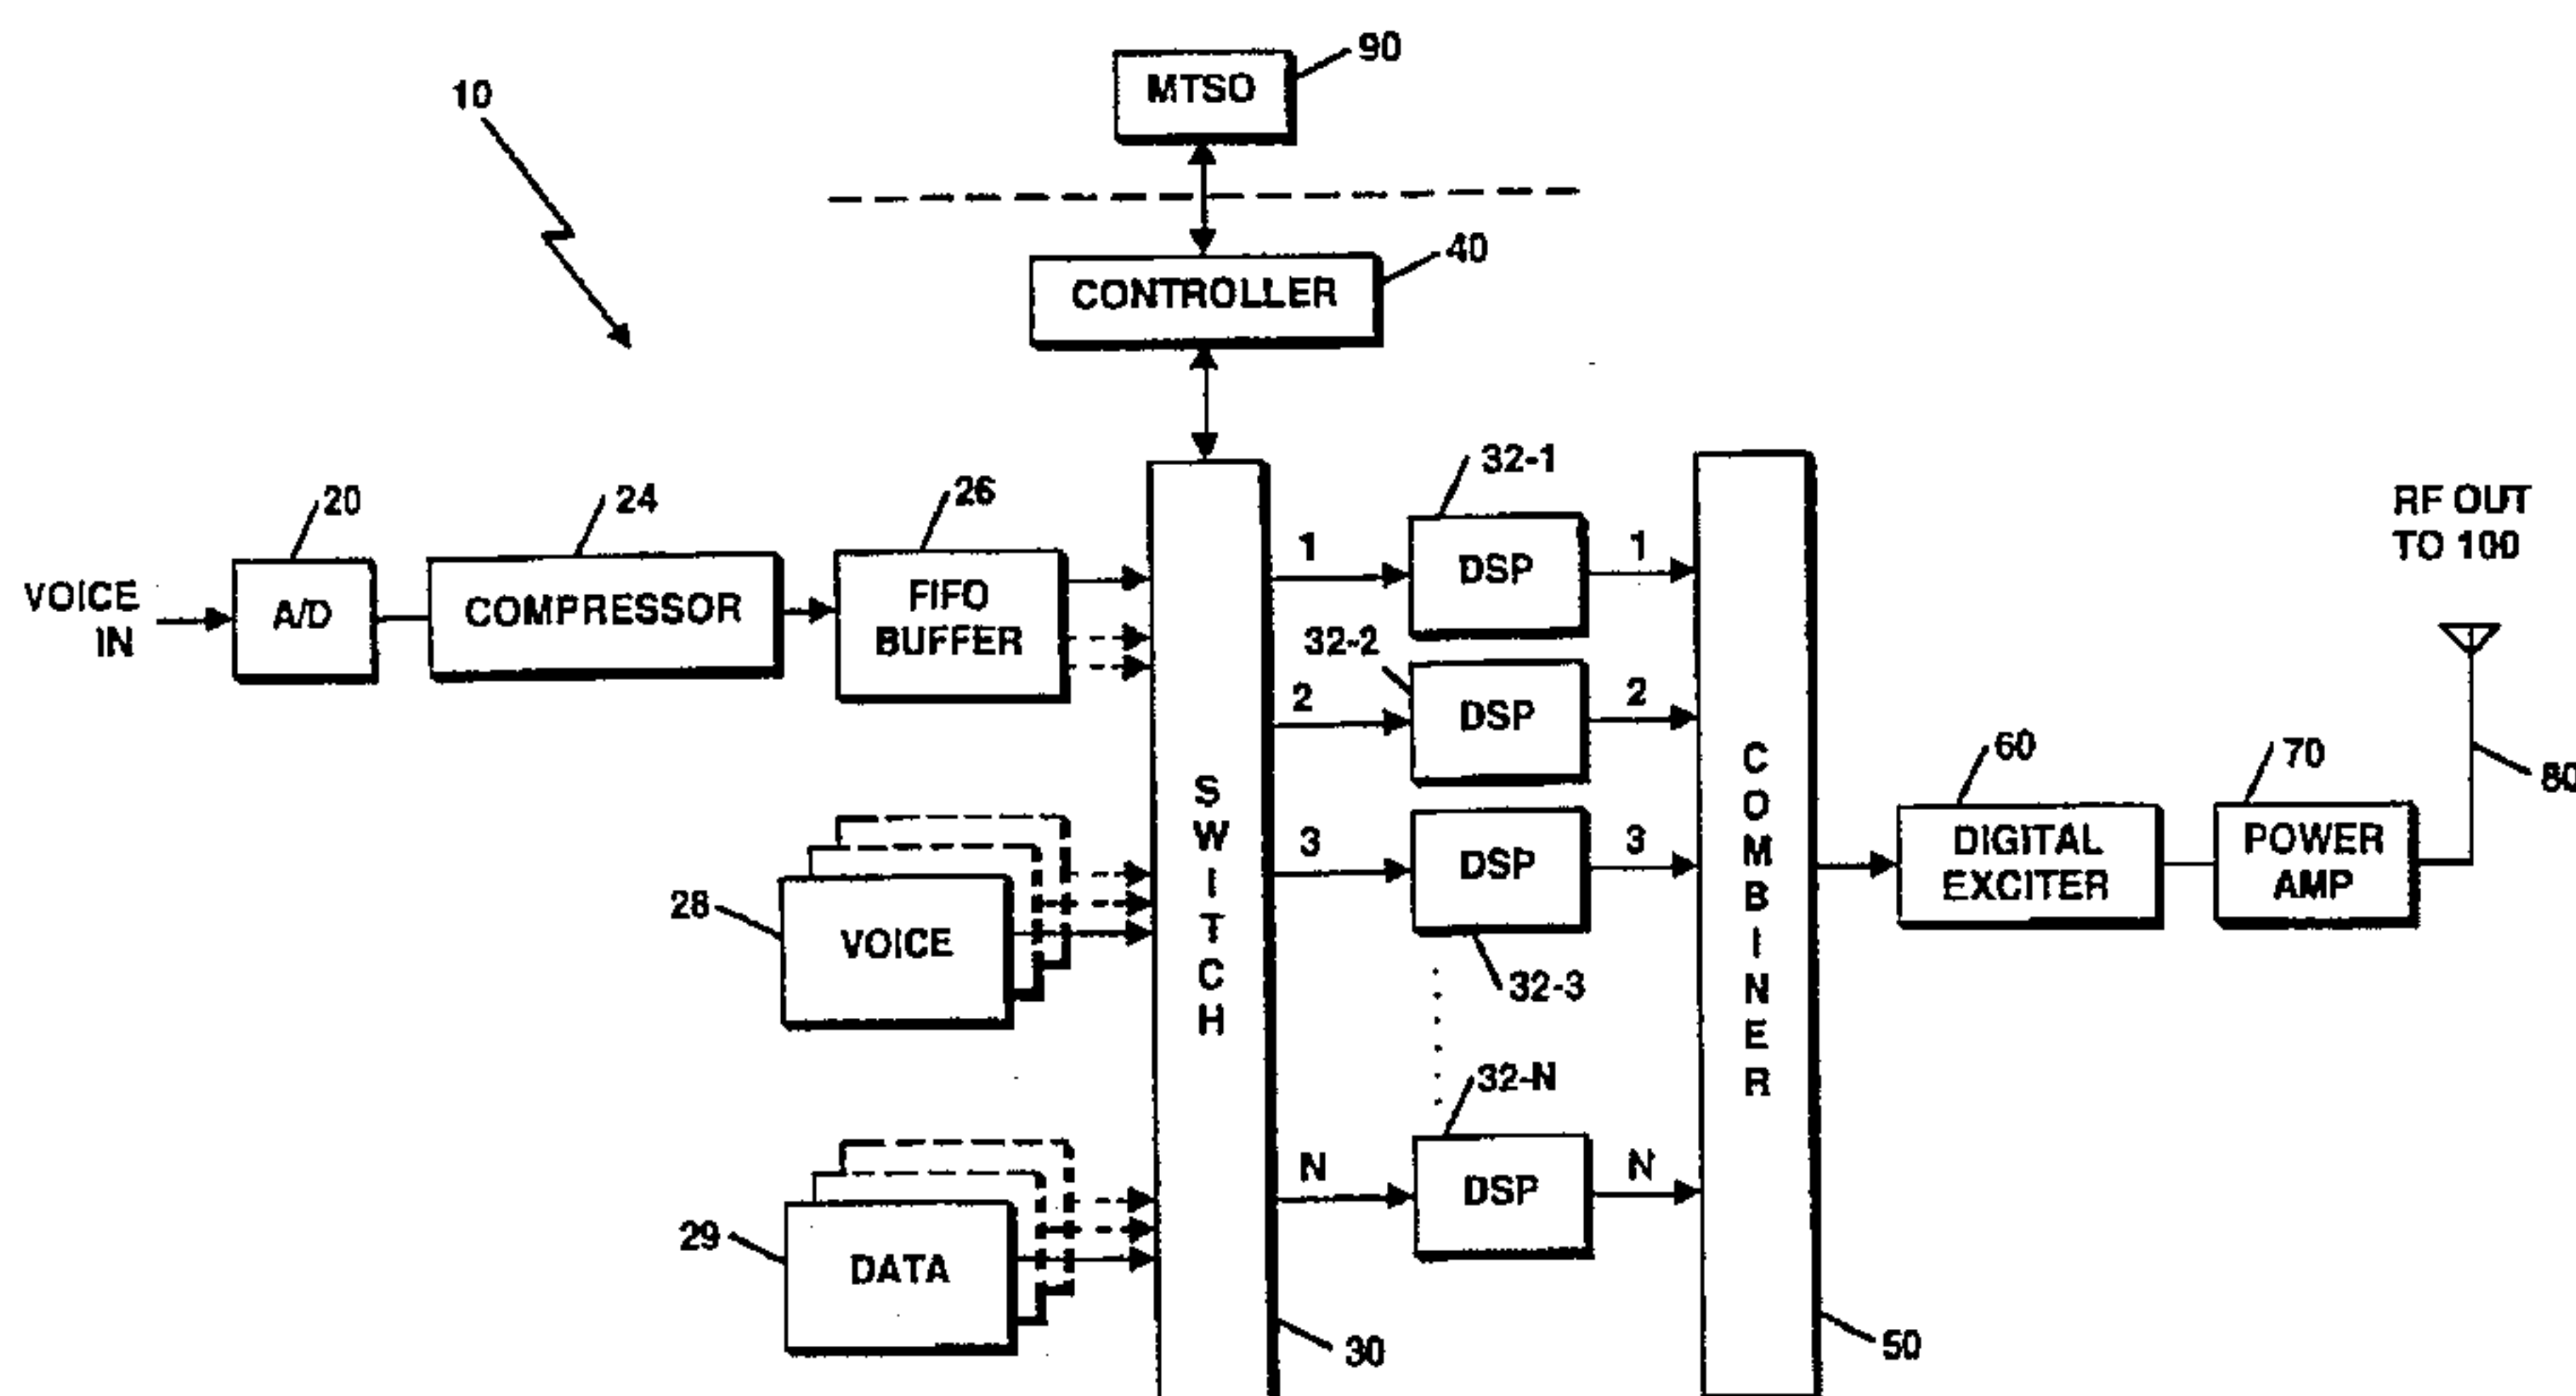 90
MTSO
10
40
CONTROLLER
20
24
26
32-1
RF OUT
TO 100
VOICE
IN
A/D
COMPRESSOR
FIFO
BUFFER
1
DSP
1
32-2
2
DSP
2
60
70
80
SWITCH
COMBINER
3
DSP
3
DIGITAL
EXCITER
POWER
AMP
28
VOICE
32-3
32-N
N
DSP
N
29
DATA
30
50